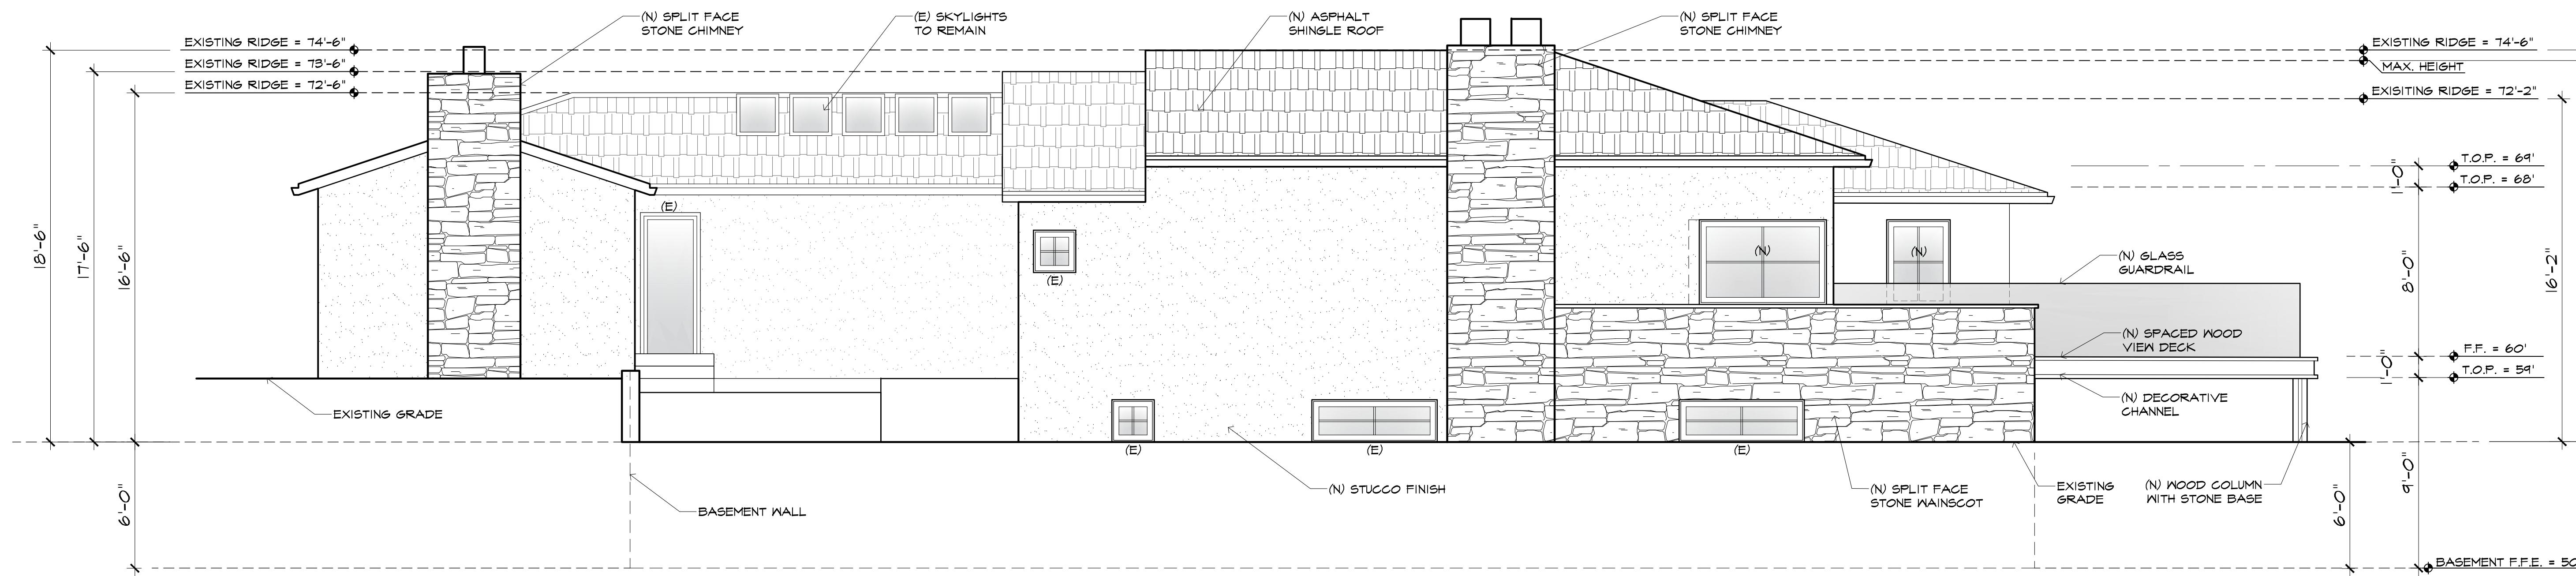 (N) SPLIT FACE
STONE CHIMNEY
(E) SKYLIGHTS
TO REMAIN
(N) ASPHALT
SHINGLE ROOF
(N) SPLIT FACE
STONE CHIMNEY
EXISTING RIDGE = 74'-6"
EXISTING RIDGE = 73'-6"
EXISTING RIDGE = 72'-6"
EXISTING RIDGE = 74'-6"
MAX. HEIGHT
EXISITING RIDGE = 72'-2"
T.O.P. = 69'
1'-0"
T.O.P. = 68'
18'-6"
17'-6"
16'-6"
(E)
(E)
(N)
(N)
(N) GLASS
GUARDRAIL
8'-0"
16'-2"
(N) SPACED WOOD
VIEW DECK
F.F. = 60'
1'-0"
T.O.P. = 59'
(N) DECORATIVE
CHANNEL
EXISTING GRADE
(E)
(E)
(E)
6'-0"
BASEMENT WALL
(N) STUCCO FINISH
(N) SPLIT FACE
STONE WAINSCOT
EXISTING
GRADE
(N) WOOD COLUMN
WITH STONE BASE
6'-0"
9'-0"
BASEMENT F.F.E. =